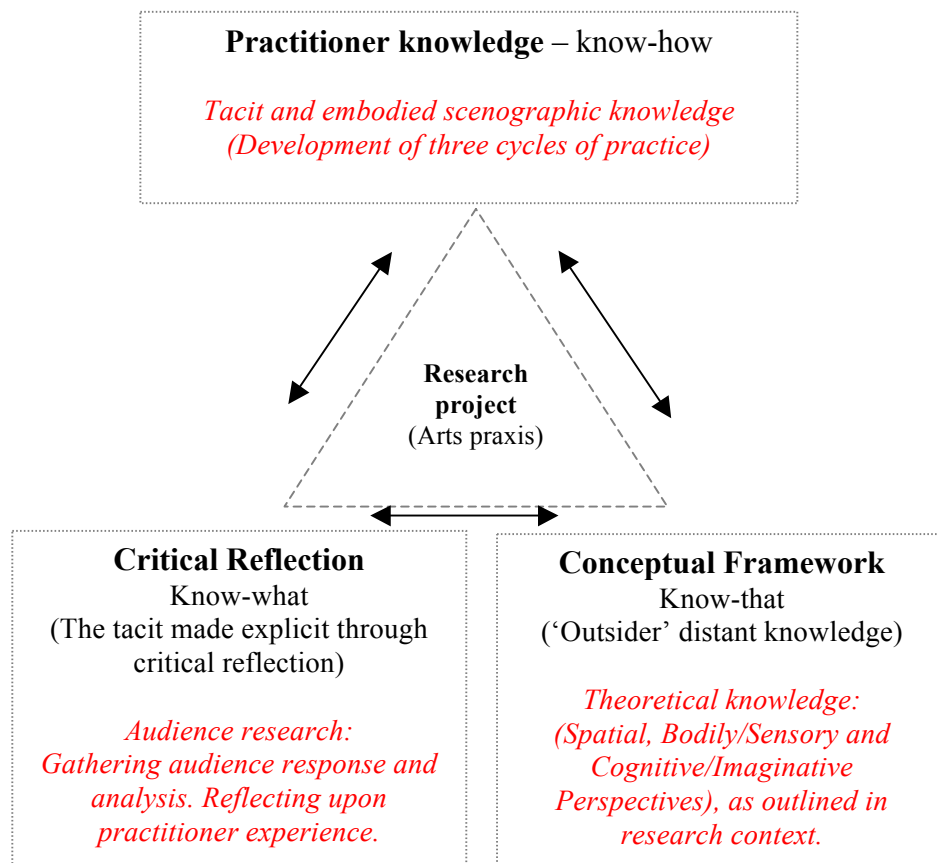 Practitioner knowledge – know-how
Tacit and embodied scenographic knowledge
(Development of three cycles of practice)
Research
project
(Arts praxis)
Critical Reflection
Know-what
(The tacit made explicit through
critical reflection)
Audience research:
Gathering audience response and
analysis. Reflecting upon
practitioner experience.
Conceptual Framework
Know-that
(‘Outsider’ distant knowledge)
Theoretical knowledge:
(Spatial, Bodily/Sensory and
Cognitive/Imaginative
Perspectives), as outlined in
research context.